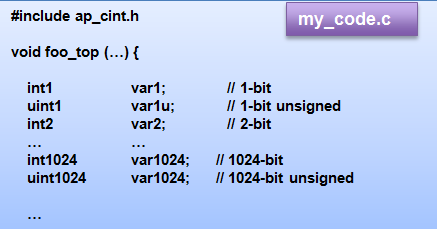 #include ap_cint.h
my_code.c
void foo_top (…) {
int1 var1; // 1-bit
uint1 var1u; // 1-bit unsigned
int2 var2; // 2-bit
… …
int1024 var1024; // 1024-bit
uint1024 var1024; // 1024-bit unsigned
…